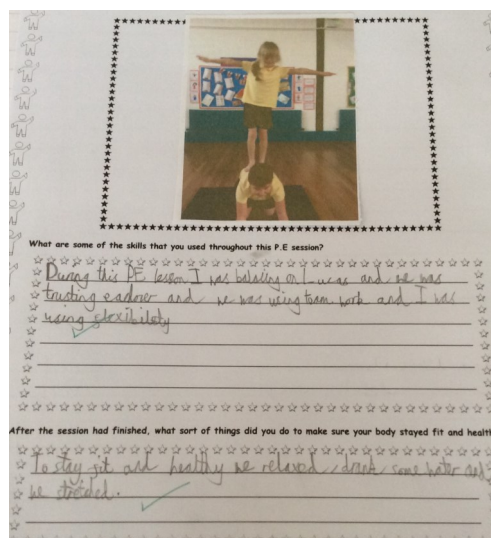 What are some of the skills that you used throughout this P.E session?
During this PE lesson I was balancy on Lucas and we was
trusting eachover and we was using team work and I was
using flexibilety
After the session had finished, what sort of things did you do to make sure your body stayed fit and healt
To stay fit and healthy we relaxed, drank some water and
we streched.